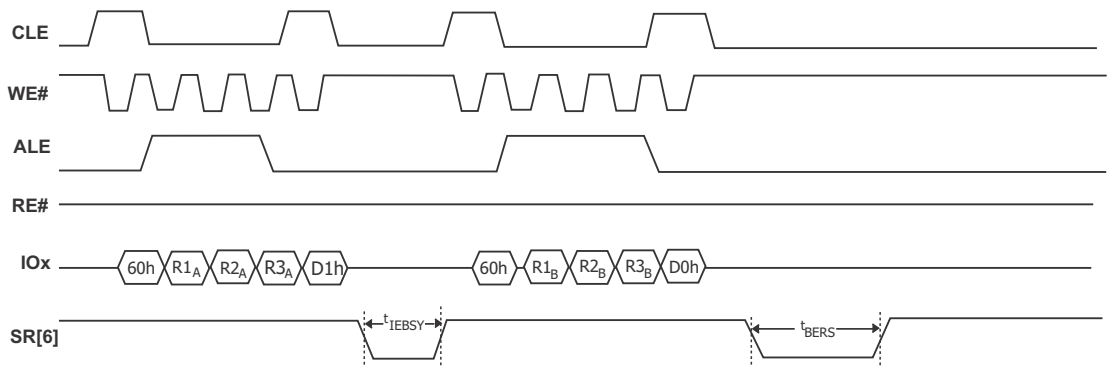 CLE
WE#
ALE
RE#
IOx 60h R1A R2A R3A D1h 60h R1B R2B R3B D0h
SR[6] tIEBSY tBERS